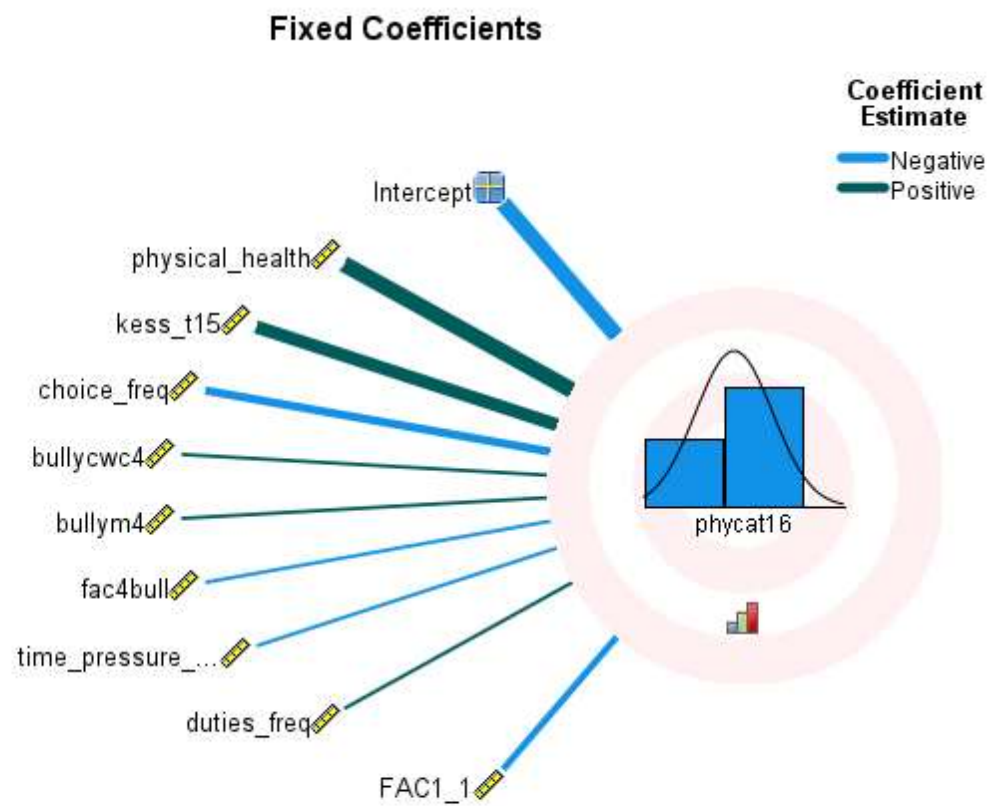 Fixed Coefficients
Coefficient
Estimate
Negative
Positive
Intercept
physical_health
kess_t15
choice_freq
bullycwc4
bullym4
fac4bull
time_pressure_...
duties_freq
FAC1_1
phycat16